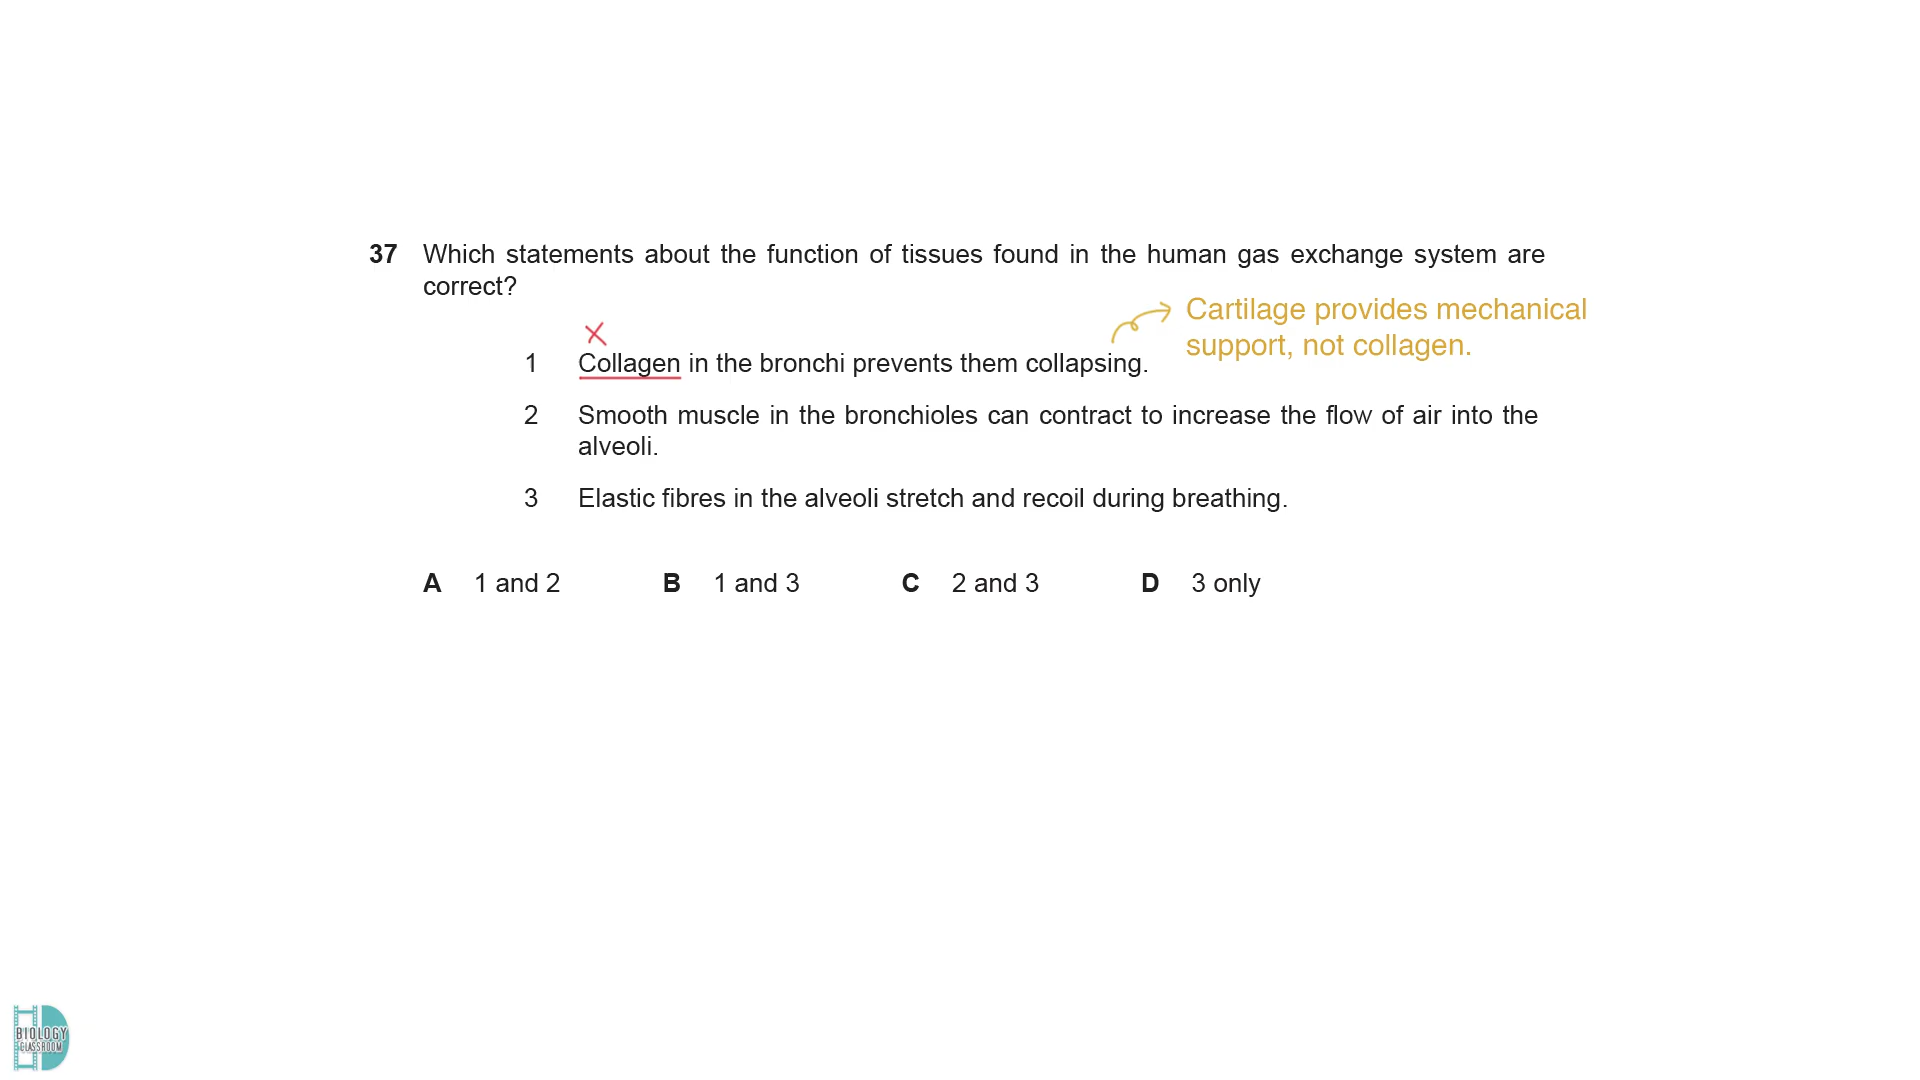 37 Which statements about the function of tissues found in the human gas exchange system are
correct?
Cartilage provides mechanical
support, not collagen.
1 Collagen in the bronchi prevents them collapsing.
2 Smooth muscle in the bronchioles can contract to increase the flow of air into the
alveoli.
3 Elastic fibres in the alveoli stretch and recoil during breathing.
A 1 and 2 B 1 and 3 C 2 and 3 D 3 only
BIOLOGY
CLASSROOM